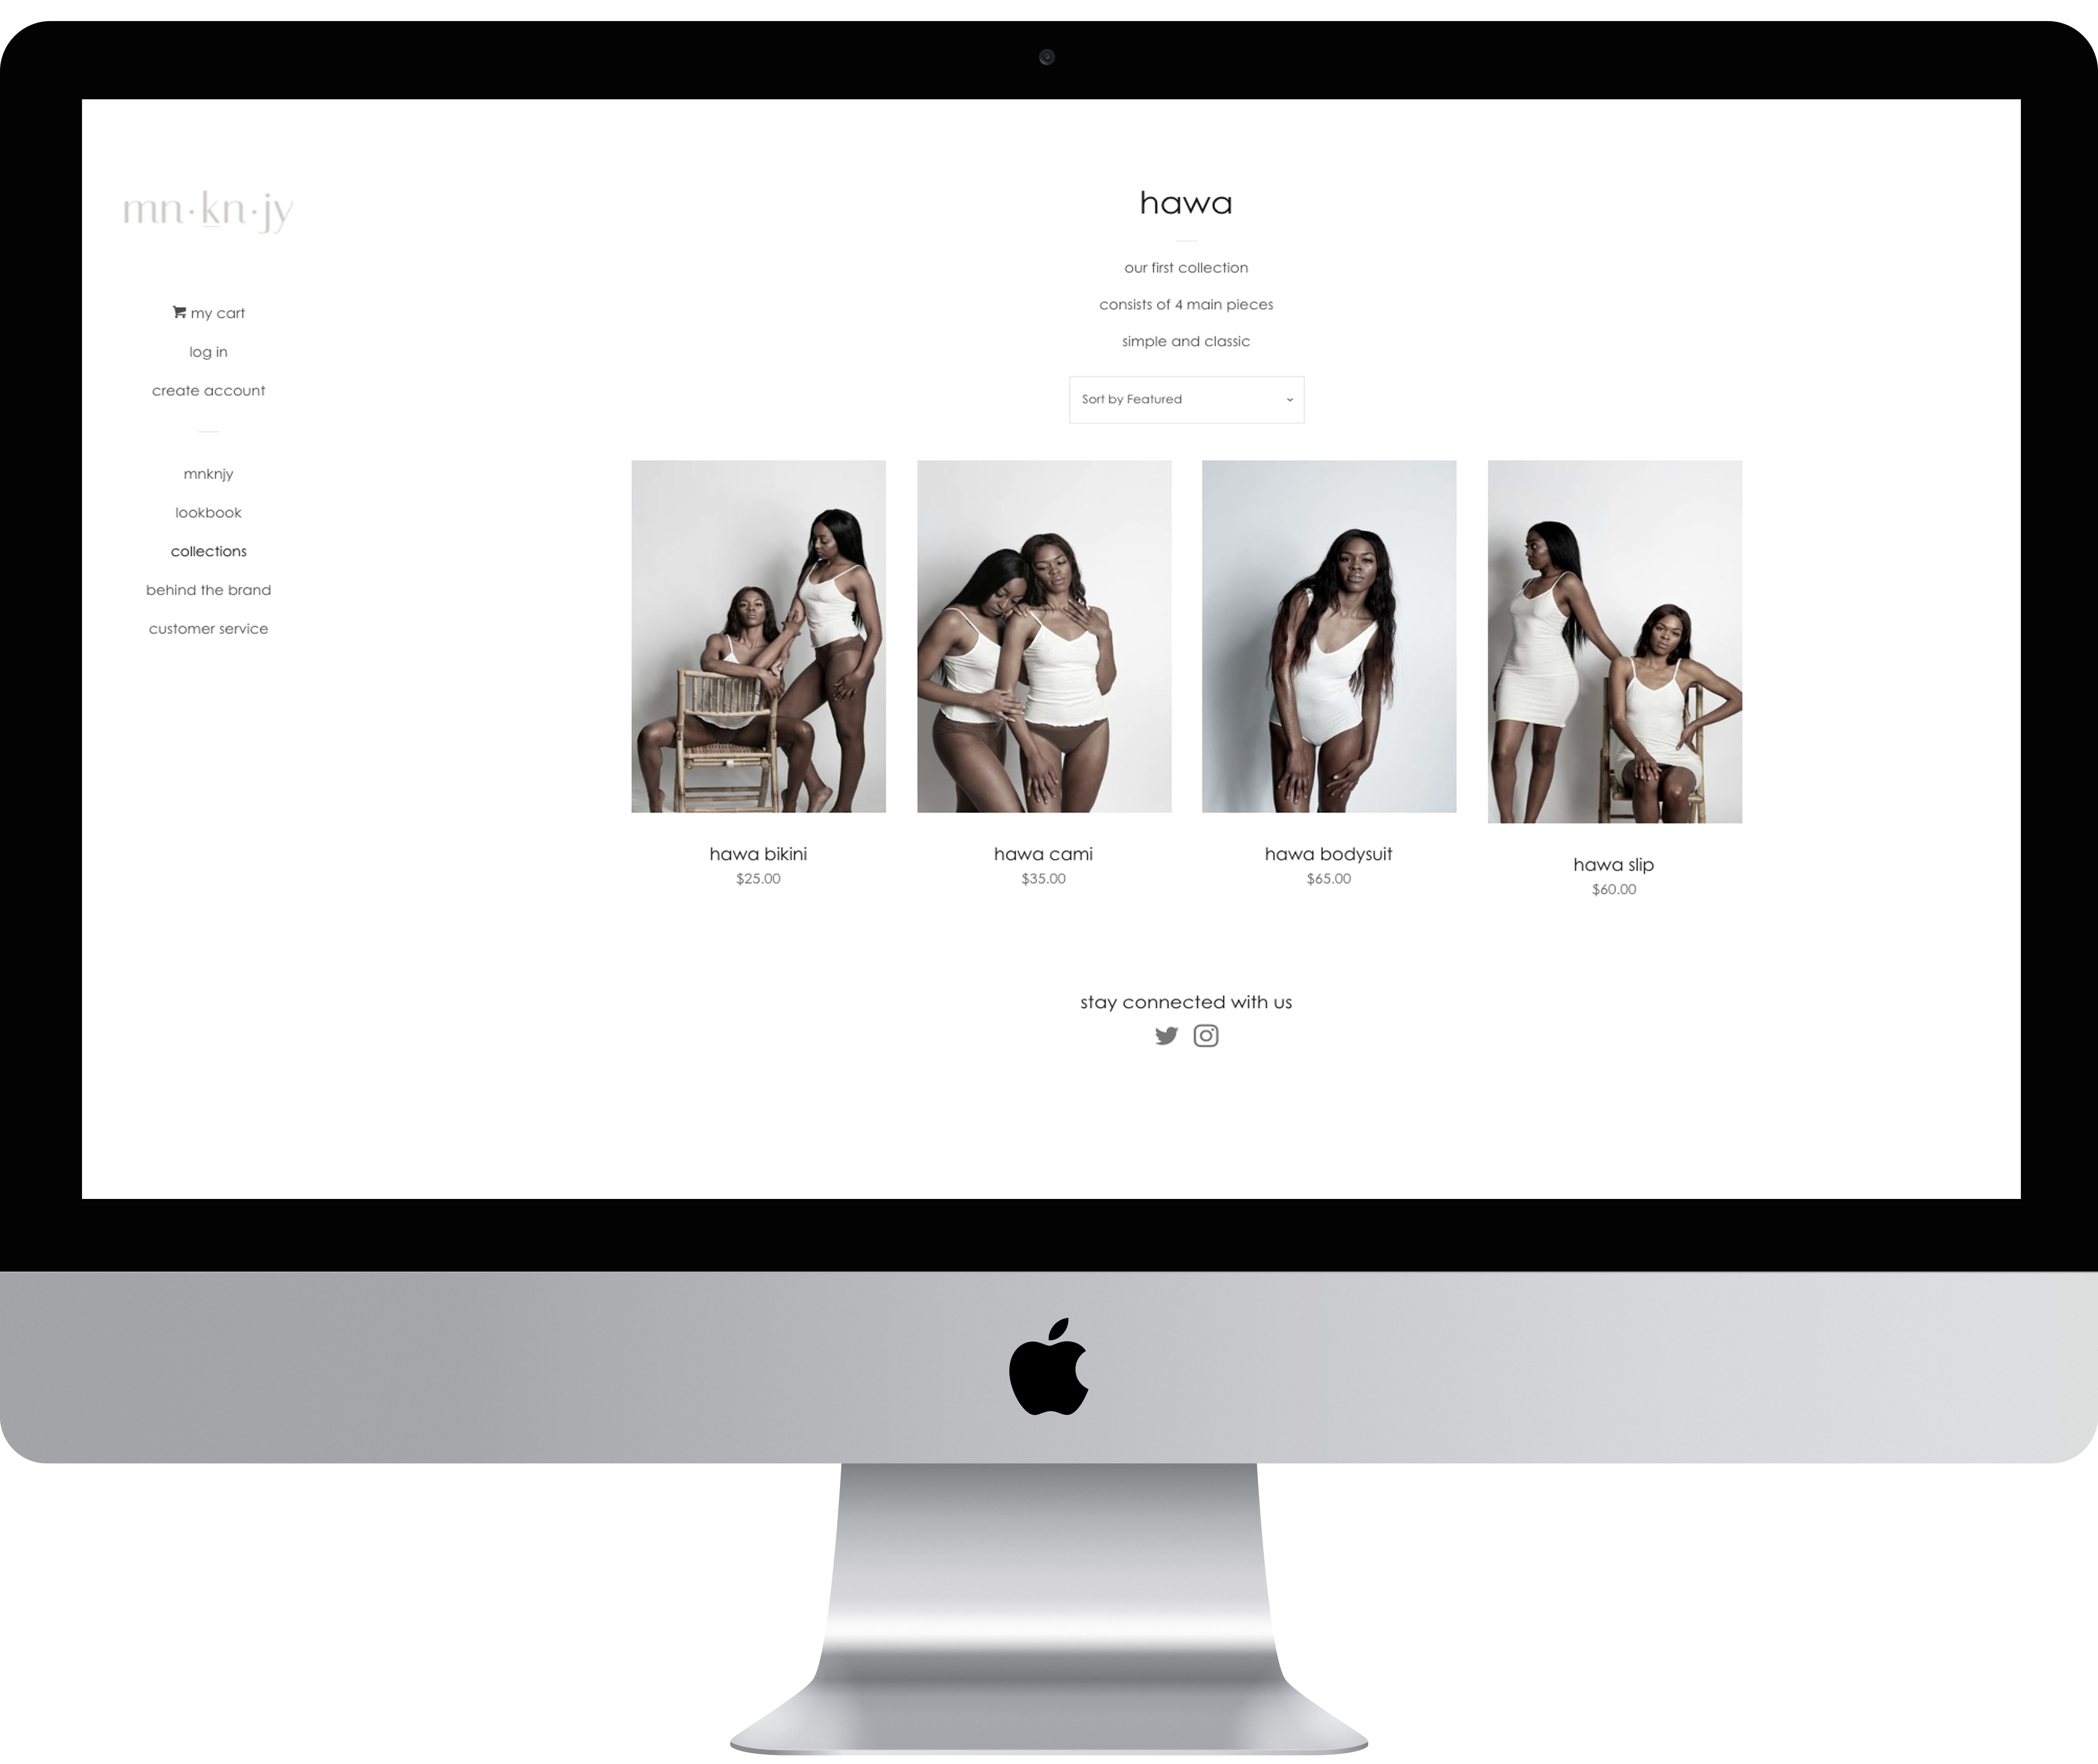 mn·kn·jy
my cart
log in
create account
mnknjy
lookbook
collections
behind the brand
customer service
hawa
our first collection
consists of 4 main pieces
simple and classic
Sort by Featured
hawa bikini
$25.00
hawa cami
$35.00
hawa bodysuit
$65.00
hawa slip
$60.00
stay connected with us